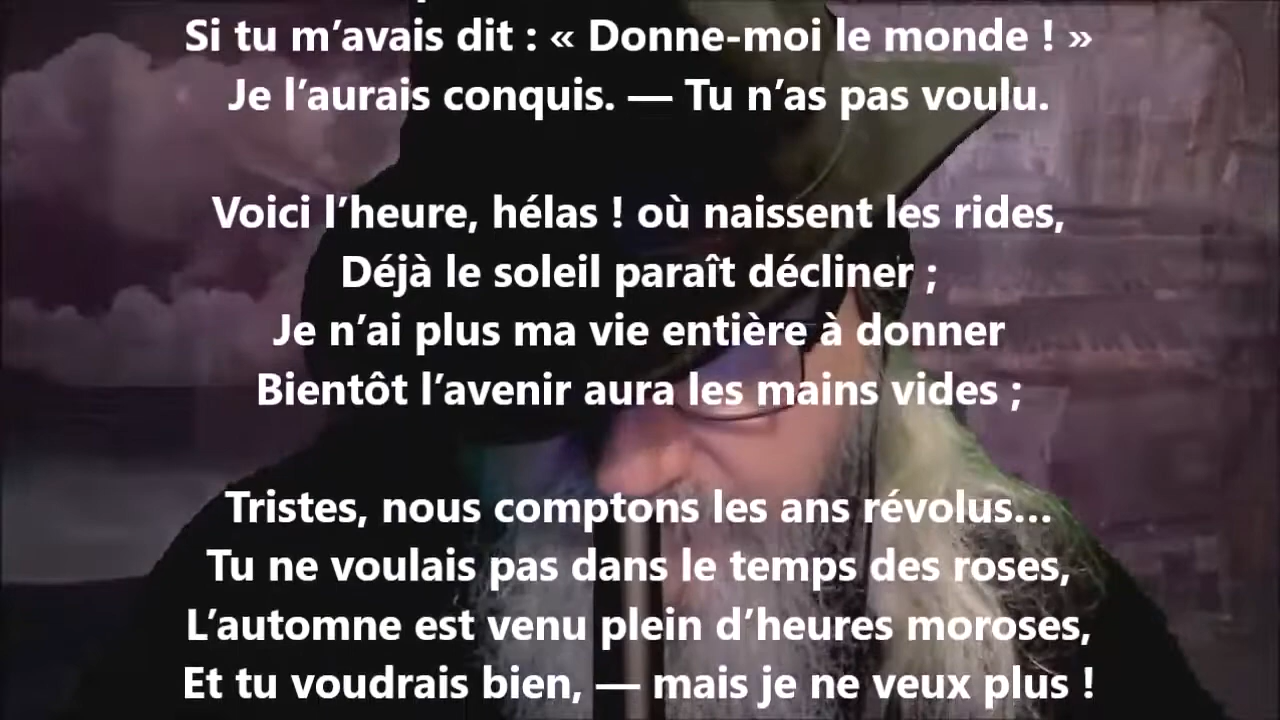 Si tu m’avais dit : « Donne-moi le monde ! »
Je l’aurais conquis. — Tu n’as pas voulu.
Voici l’heure, hélas ! où naissent les rides,
Déjà le soleil paraît décliner ;
Je n’ai plus ma vie entière à donner
Bientôt l’avenir aura les mains vides ;
Tristes, nous comptons les ans révolus...
Tu ne voulais pas dans le temps des roses,
L’automne est venu plein d’heures moroses,
Et tu voudrais bien, — mais je ne veux plus !